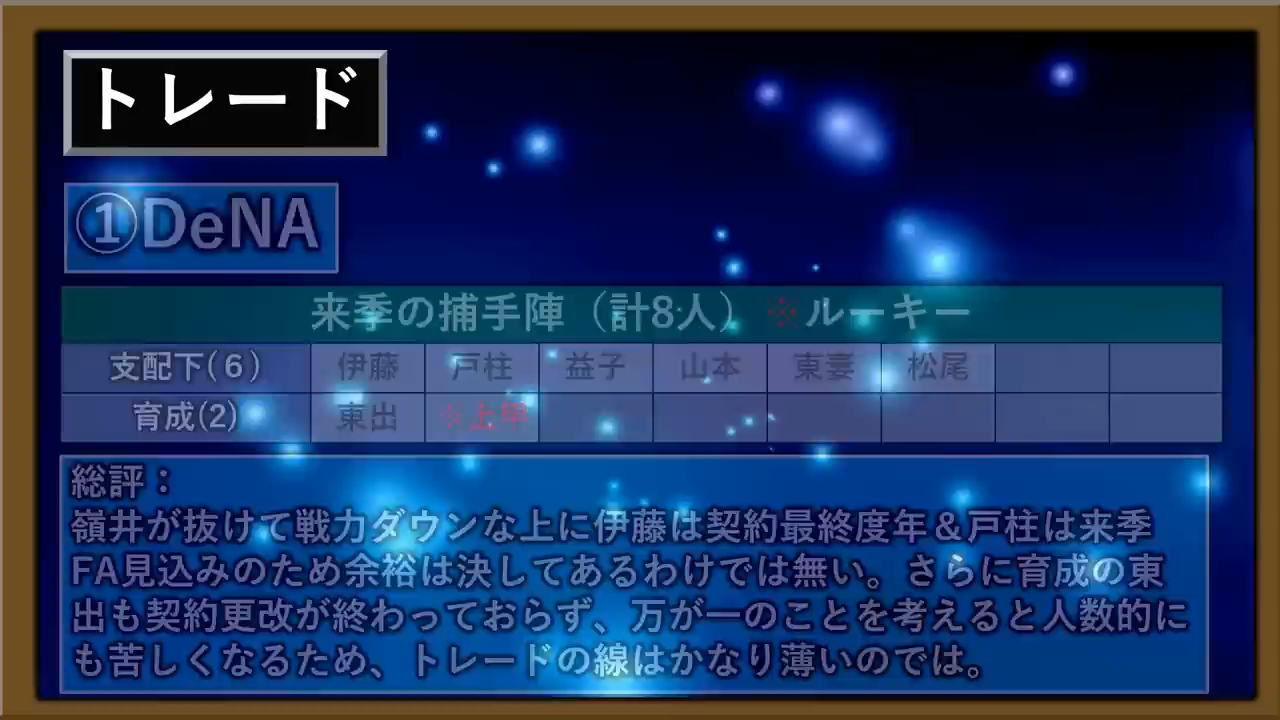 トレード
①DeNA
来季の捕手陣（計8人）※ルーキー
支配下(６) 伊藤 戸柱 益子 山本 東妻 松尾
育成(2) 東出 ※上甲
総評：
嶺井が抜けて戦力ダウンな上に伊藤は契約最終度年＆戸柱は来季
FA見込みのため余裕は決してあるわけでは無い。さらに育成の東
出も契約更改が終わっておらず、万が一のことを考えると人数的に
も苦しくなるため、トレードの線はかなり薄いのでは。